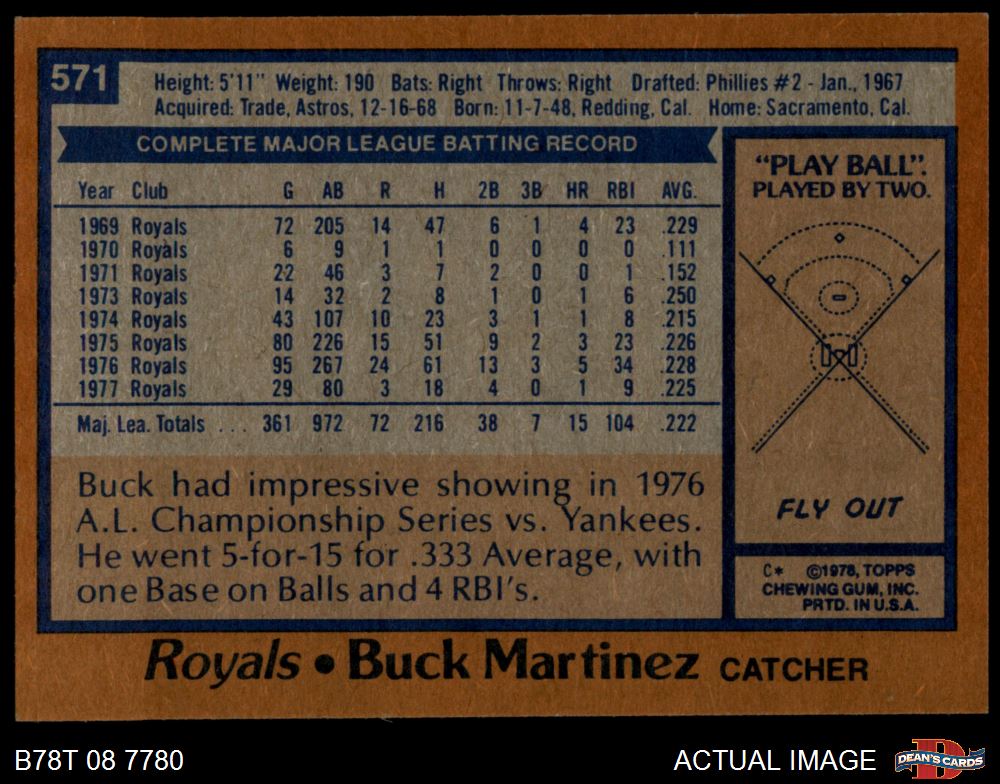 571
Height: 5'11" Weight: 190 Bats: Right Throws: Right Drafted: Phillies #2 - Jan., 1967
Acquired: Trade, Astros, 12-16-68 Born: 11-7-48, Redding, Cal. Home: Sacramento, Cal.
COMPLETE MAJOR LEAGUE BATTING RECORD
Year Club G AB R H 2B 3B HR RBI AVG.
1969 Royals 72 205 14 47 6 1 4 23 .229
1970 Royals 6 9 1 1 0 0 0 0 .111
1971 Royals 22 46 3 7 2 0 0 1 .152
1973 Royals 14 32 2 8 1 0 1 6 .250
1974 Royals 43 107 10 23 3 1 1 8 .215
1975 Royals 80 226 15 51 9 2 3 23 .226
1976 Royals 95 267 24 61 13 3 5 34 .228
1977 Royals 29 80 3 18 4 0 1 9 .225
Maj. Lea. Totals . . . 361 972 72 216 38 7 15 104 .222
Buck had impressive showing in 1976
A.L. Championship Series vs. Yankees.
He went 5-for-15 for .333 Average, with
one Base on Balls and 4 RBI's.
"PLAY BALL":
PLAYED BY TWO.
FLY OUT
C* ©1978, TOPPS
CHEWING GUM, INC.
PRTD. IN U.S.A.
Royals • Buck Martinez CATCHER
B78T 08 7780
ACTUAL IMAGE
D
DEAN'S CARDS